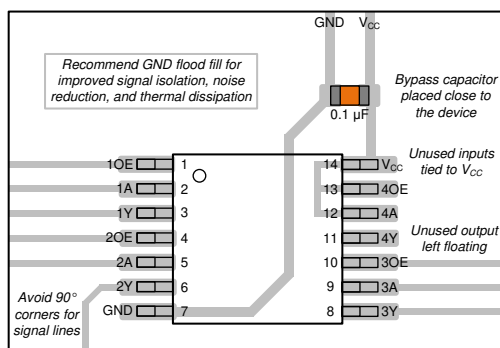 GND VCC
Recommend GND flood fill for
improved signal isolation, noise
reduction, and thermal dissipation
Bypass capacitor
placed close to
the device
0.1 µF
Unused inputs
tied to VCC
1OE 1 14 VCC
1A 2 13 4OE
1Y 3 12 4A
2OE 4 11 4Y
Unused output
left floating
2A 5 10 3OE
2Y 6 9 3A
GND 7 8 3Y
Avoid 90°
corners for
signal lines